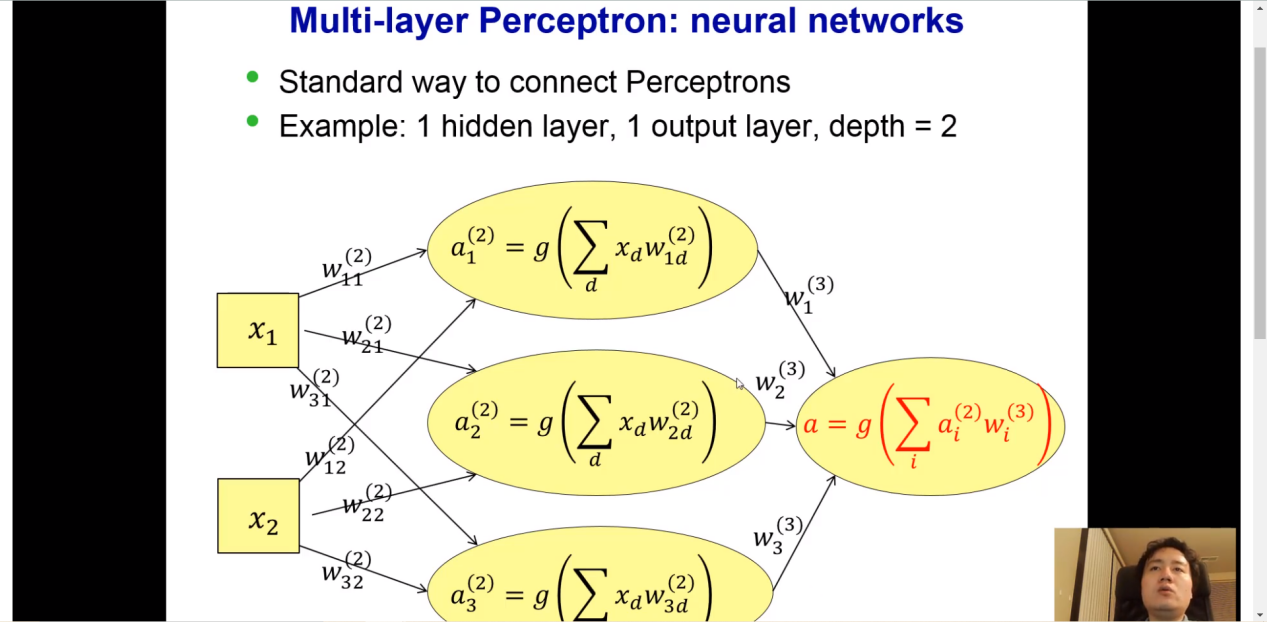 Multi-layer Perceptron: neural networks
• Standard way to connect Perceptrons
• Example: 1 hidden layer, 1 output layer, depth = 2
w_{11}^{(2)}
a_1^{(2)} = g(∑_d x_d w_{1d}^{(2)})
w_1^{(3)}
x_1
w_{21}^{(2)}
w_{31}^{(2)}
w_2^{(3)}
a_2^{(2)} = g(∑_d x_d w_{2d}^{(2)})
a = g(∑_i a_i^{(2)} w_i^{(3)})
w_{12}^{(2)}
x_2
w_{22}^{(2)}
w_3^{(3)}
w_{32}^{(2)}
a_3^{(2)} = g(∑ x_d w_{3d}^{(2)})